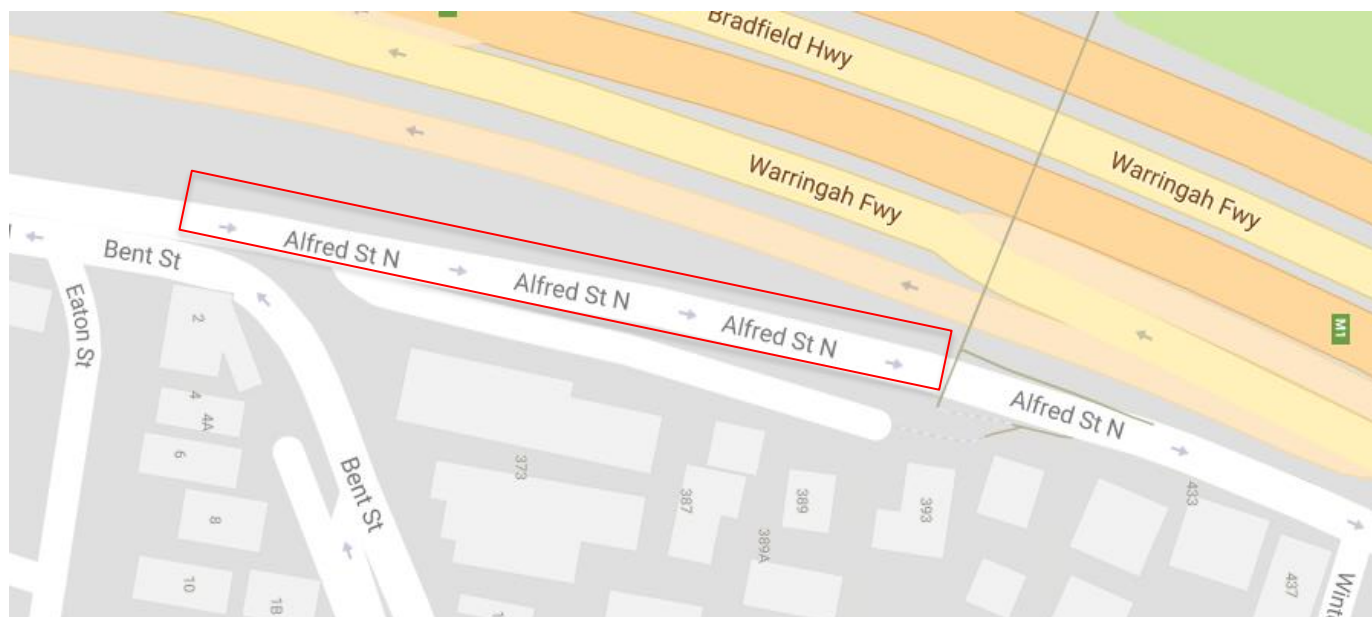 Bradfield Hwy
Warringah Fwy
Warringah Fwy
M1
Alfred St N
Alfred St N
Alfred St N
Alfred St N
Bent St
Eaton St
2
4
4A
6
8
10
1B
Bent St
373
387
389
389A
393
433
437